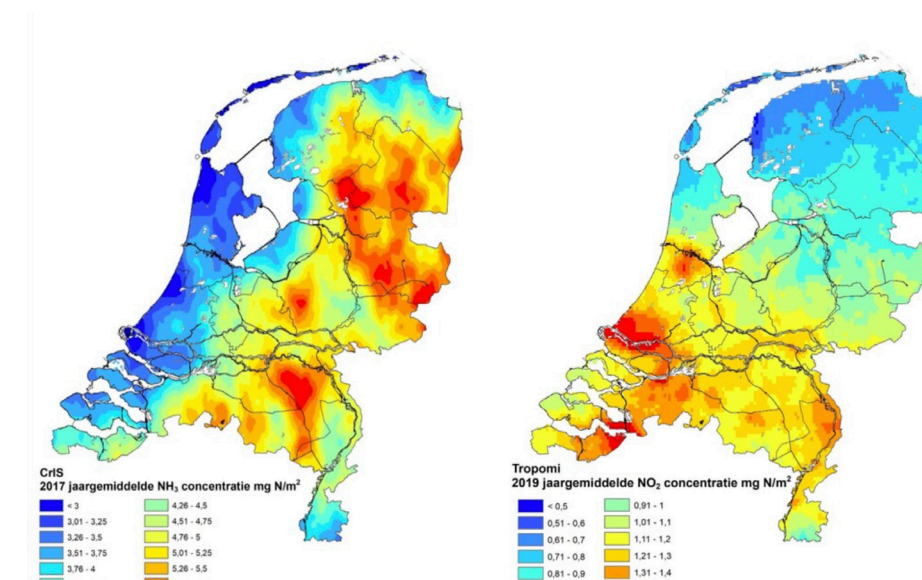 CrIS
2017 jaargemiddelde NH₃ concentratie mg N/m²
< 3
3,01 - 3,25
3,26 - 3,5
3,51 - 3,75
3,76 - 4
4,26 - 4,5
4,51 - 4,75
4,76 - 5
5,01 - 5,25
5,26 - 5,5
Tropomi
2019 jaargemiddelde NO₂ concentratie mg N/m²
< 0,5
0,51 - 0,6
0,61 - 0,7
0,71 - 0,8
0,81 - 0,9
0,91 - 1
1,01 - 1,1
1,11 - 1,2
1,21 - 1,3
1,31 - 1,4